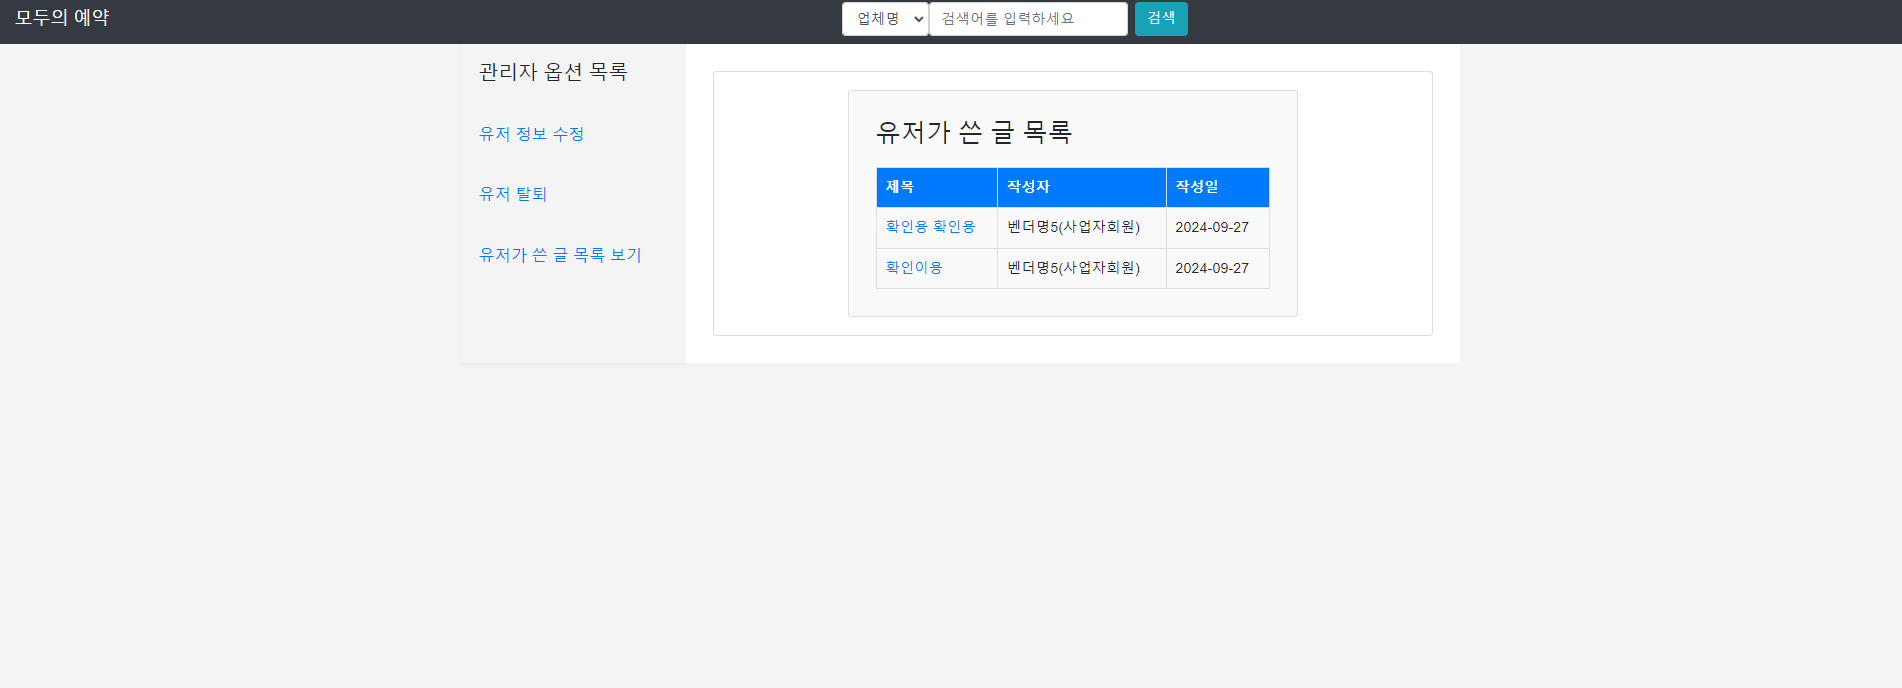 모두의 예약
업체명 검색어를 입력하세요 검색
관리자 옵션 목록
유저 정보 수정
유저 탈퇴
유저가 쓴 글 목록 보기
유저가 쓴 글 목록
제목 작성자 작성일
확인용 확인용 벤더명5(사업자회원) 2024-09-27
확인이용 벤더명5(사업자회원) 2024-09-27